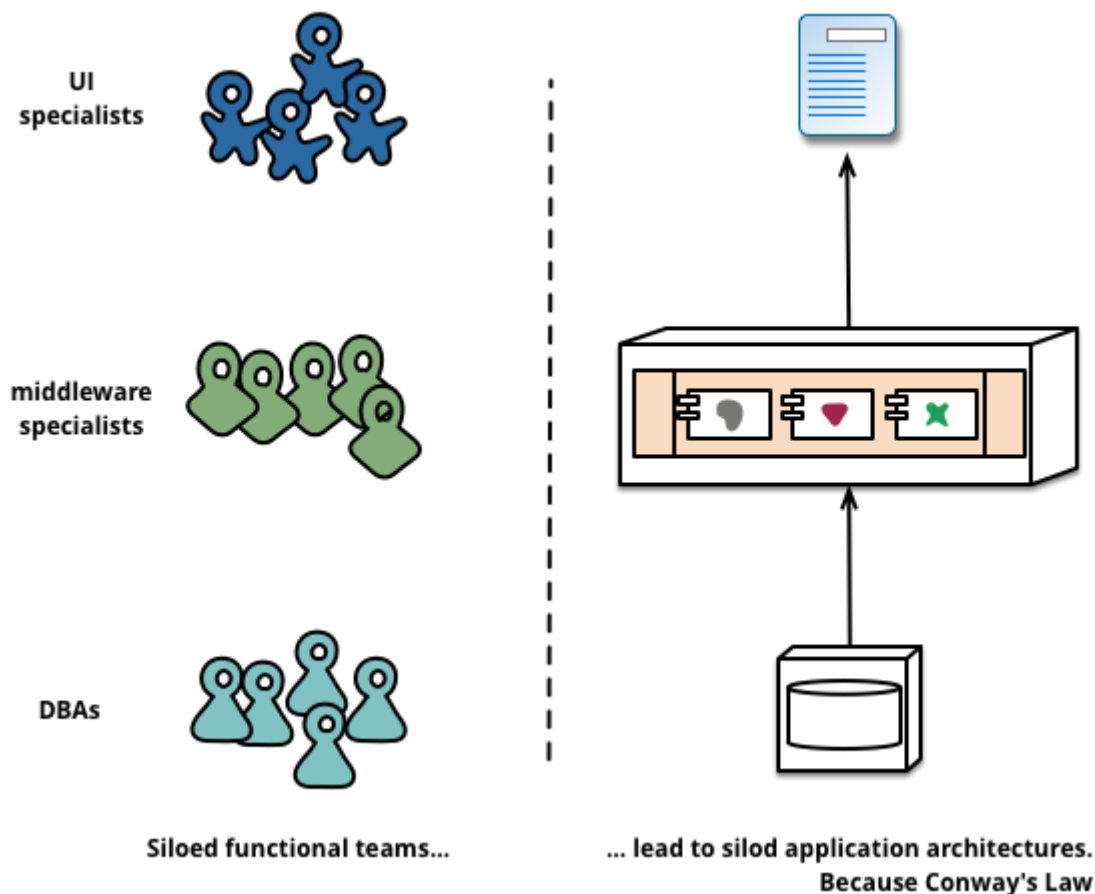 UI
specialists
middleware
specialists
DBAs
Siloed functional teams...
... lead to silod application architectures.
Because Conway's Law